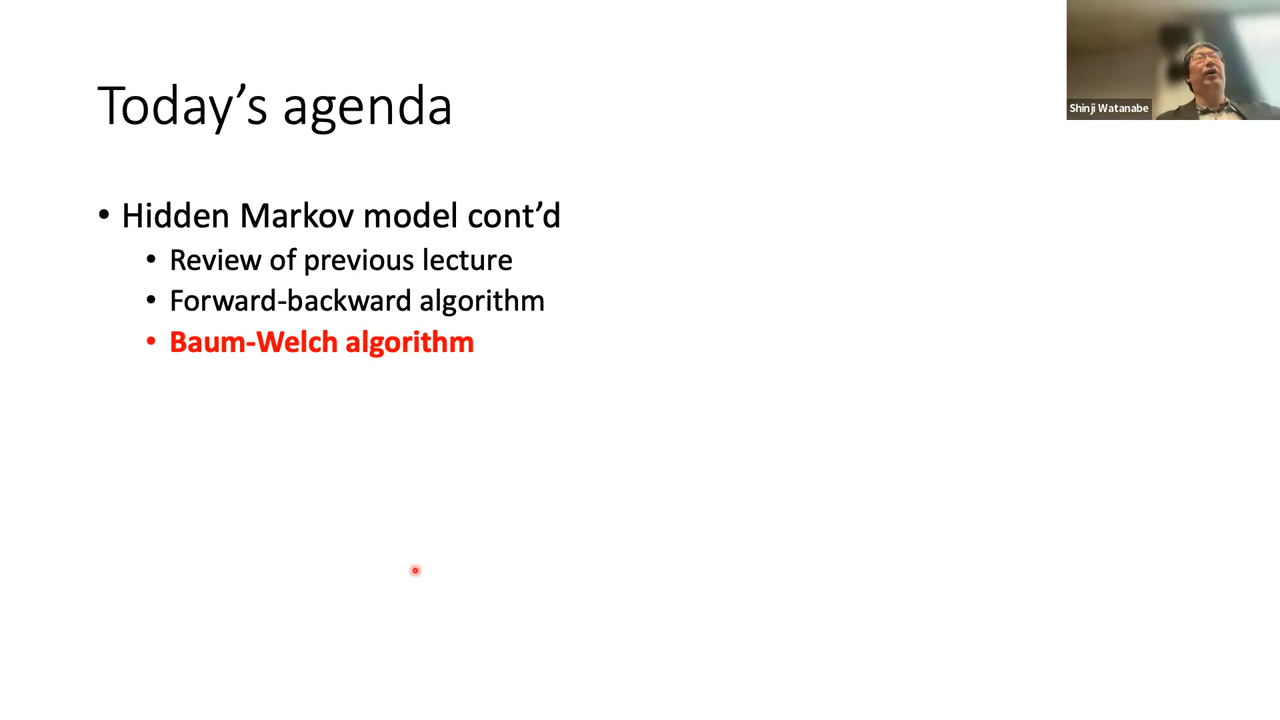 Today’s agenda
• Hidden Markov model cont’d
• Review of previous lecture
• Forward-backward algorithm
• Baum-Welch algorithm
Shinji Watanabe